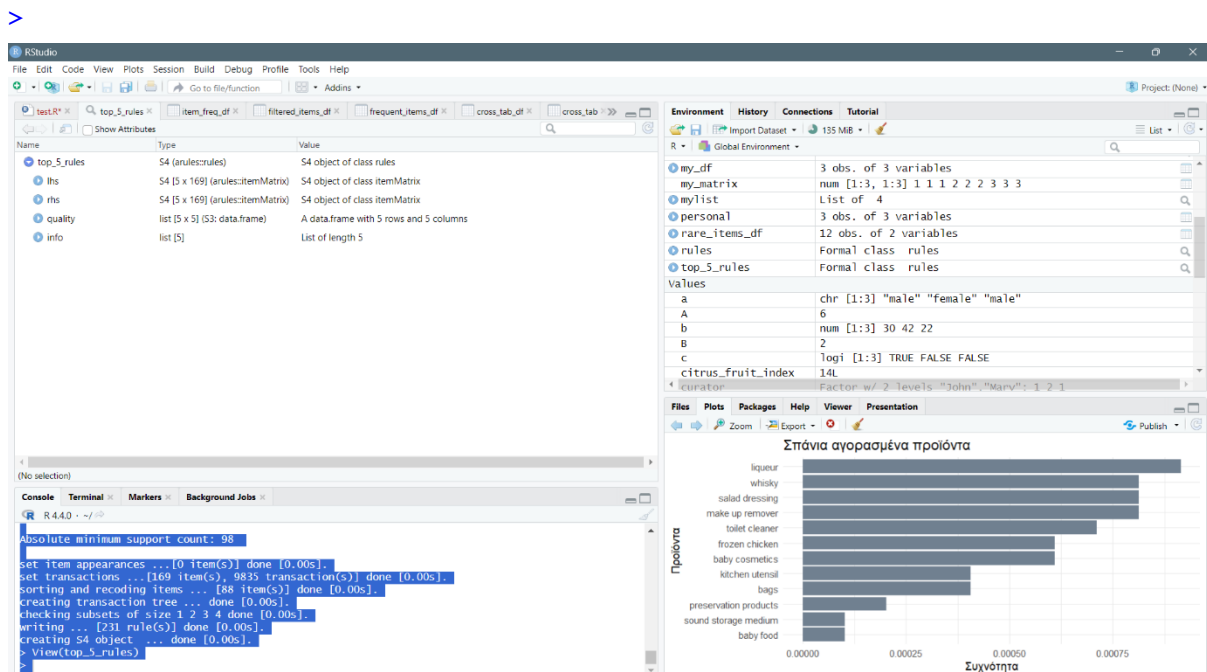 >
RStudio
File Edit Code View Plots Session Build Debug Profile Tools Help
Go to file/function Addins Project: (None)
test.R* top_5_rules item_freq_df filtered_items_df frequent_items_df cross_tab_df cross_tab
Show Attributes
Name Type Value
top_5_rules S4 (arules::rules) S4 object of class rules
lhs S4 [5 x 169] (arules::itemMatrix) S4 object of class itemMatrix
rhs S4 [5 x 169] (arules::itemMatrix) S4 object of class itemMatrix
quality list [5 x 5] (S3: data.frame) A data.frame with 5 rows and 5 columns
info list [5] List of length 5
(No selection)
Console Terminal Markers Background Jobs
R 4.4.0 · ~/
Absolute minimum support count: 98
set item appearances ...[0 item(s)] done [0.00s].
set transactions ...[169 item(s), 9835 transaction(s)] done [0.00s].
sorting and recoding items ... [88 item(s)] done [0.00s].
creating transaction tree ... done [0.00s].
checking subsets of size 1 2 3 4 done [0.00s].
writing ... [231 rule(s)] done [0.00s].
creating S4 object ... done [0.00s].
> View(top_5_rules)
>
Environment History Connections Tutorial
Import Dataset 135 MiB List
R Global Environment
my_df 3 obs. of 3 variables
my_matrix num [1:3, 1:3] 1 1 1 2 2 2 3 3 3
mylist List of 4
personal 3 obs. of 3 variables
rare_items_df 12 obs. of 2 variables
rules Formal class rules
top_5_rules Formal class rules
Values
a chr [1:3] "male" "female" "male"
A 6
b num [1:3] 30 42 22
B 2
c logi [1:3] TRUE FALSE FALSE
citrus_fruit_index 14L
curator Factor w/ 2 levels "John","Mary": 1 2 1
Files Plots Packages Help Viewer Presentation
Zoom Export Publish
Σπάνια αγορασμένα προϊόντα
Προϊόντα
liqueur
whisky
salad dressing
make up remover
toilet cleaner
frozen chicken
baby cosmetics
kitchen utensil
bags
preservation products
sound storage medium
baby food
0.00000 0.00025 0.00050 0.00075
Συχνότητα